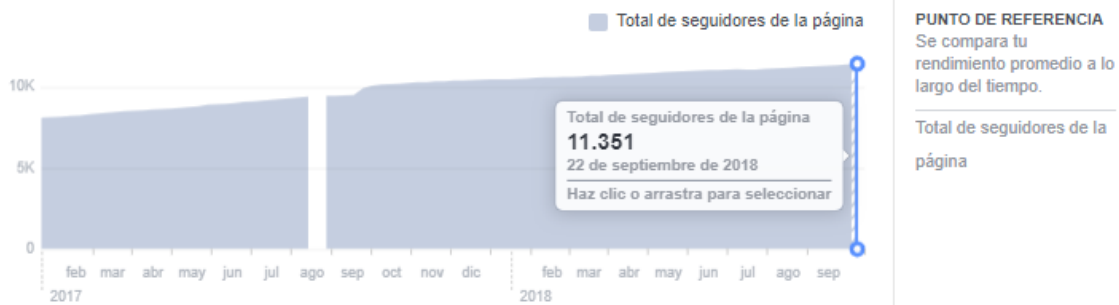 Total de seguidores de la página
10K
5K
0
feb mar abr may jun jul ago sep oct nov dic feb mar abr may jun jul ago sep
2017 2018
Total de seguidores de la página
11.351
22 de septiembre de 2018
Haz clic o arrastra para seleccionar
PUNTO DE REFERENCIA
Se compara tu
rendimiento promedio a lo
largo del tiempo.
Total de seguidores de la
página